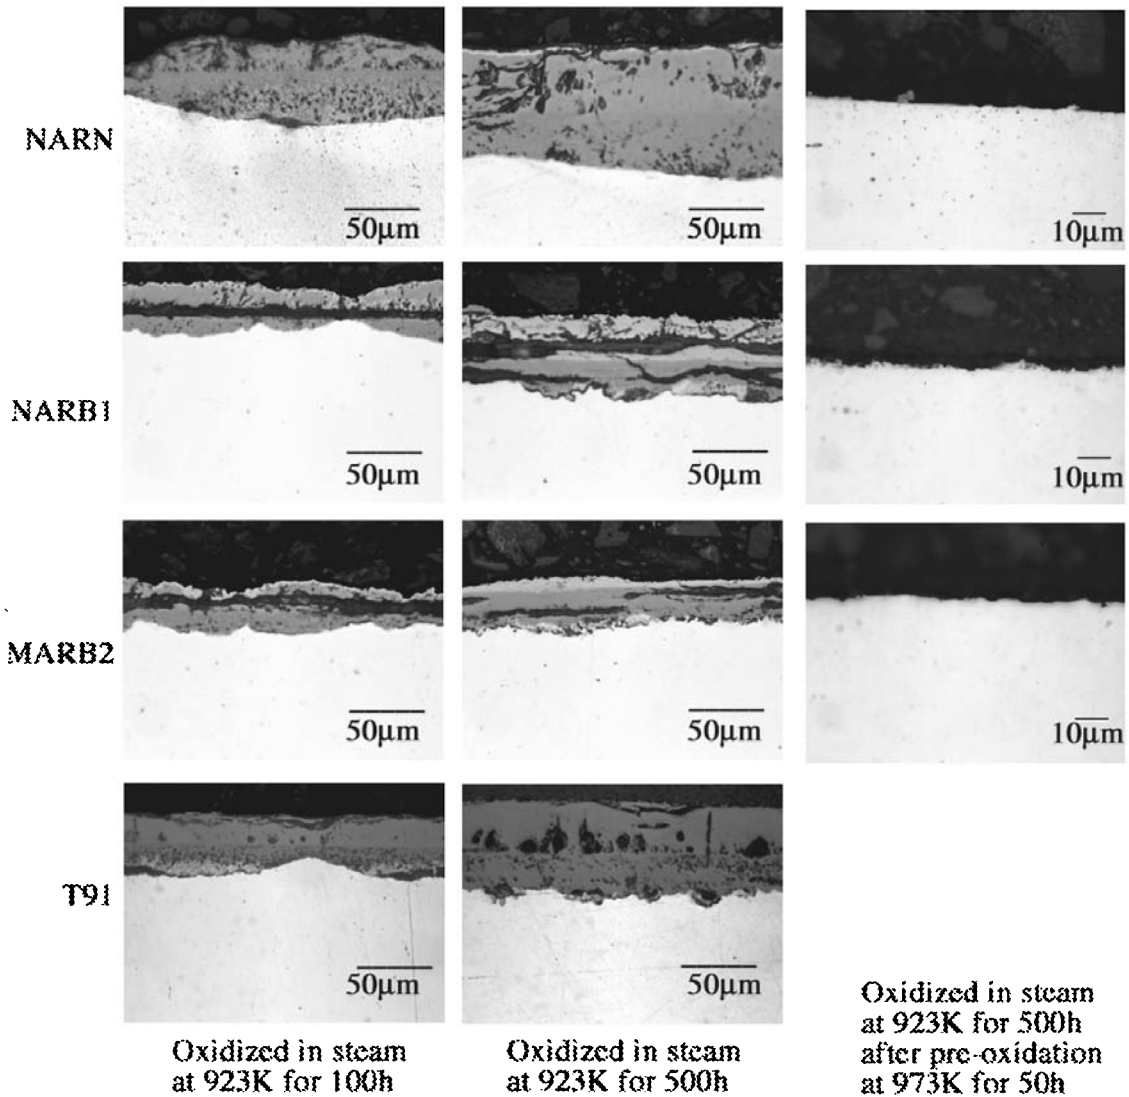 NARN
50μm
50μm
10μm
NARB1
50μm
50μm
10μm
MARB2
50μm
50μm
10μm
T91
50μm
50μm
Oxidized in steam
at 923K for 100h
Oxidized in steam
at 923K for 500h
Oxidized in steam
at 923K for 500h
after pre-oxidation
at 973K for 50h